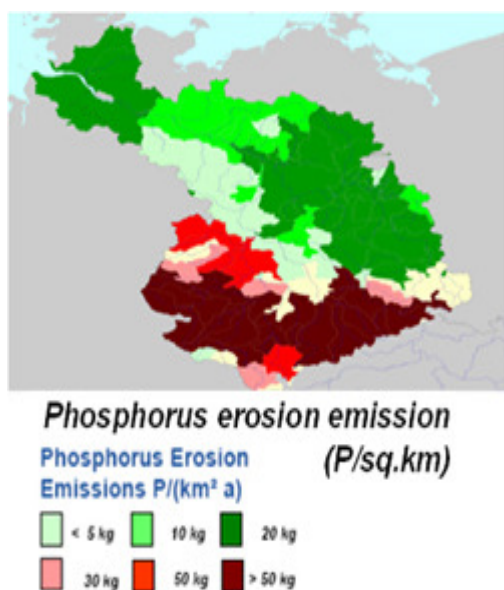 Phosphorus erosion emission
(P/sq.km)
Phosphorus Erosion
Emissions P/(km² a)
< 5 kg 10 kg 20 kg
30 kg 50 kg > 50 kg